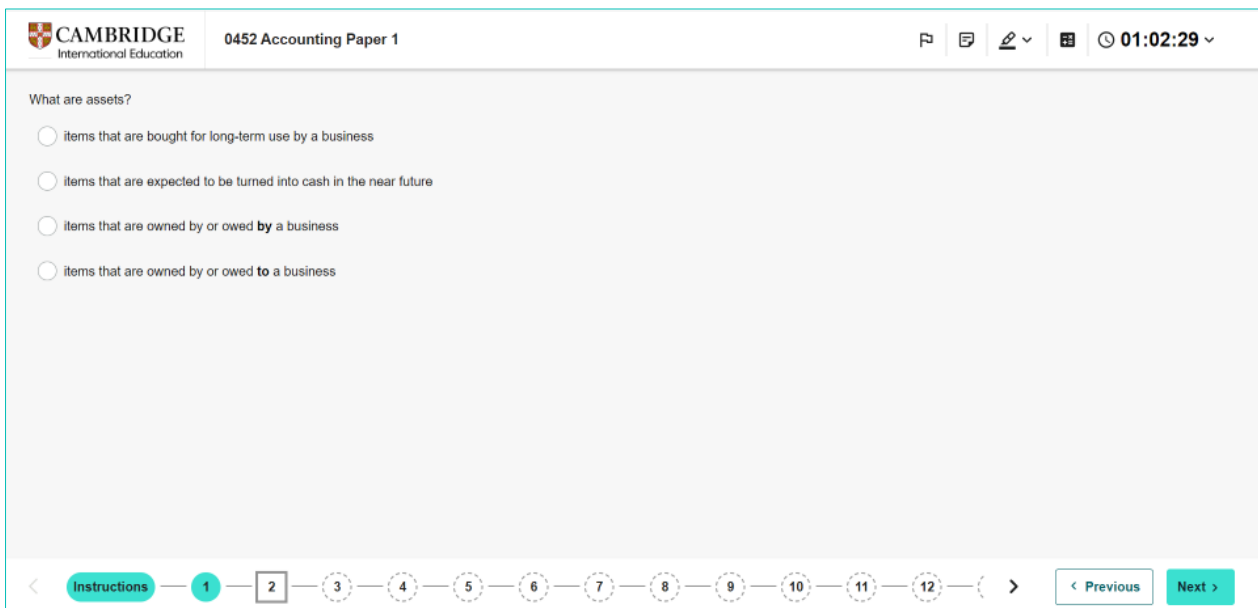 CAMBRIDGE
International Education
0452 Accounting Paper 1
01:02:29
What are assets?
items that are bought for long-term use by a business
items that are expected to be turned into cash in the near future
items that are owned by or owed by a business
items that are owned by or owed to a business
Instructions 1 2 3 4 5 6 7 8 9 10 11 12 < Previous Next >